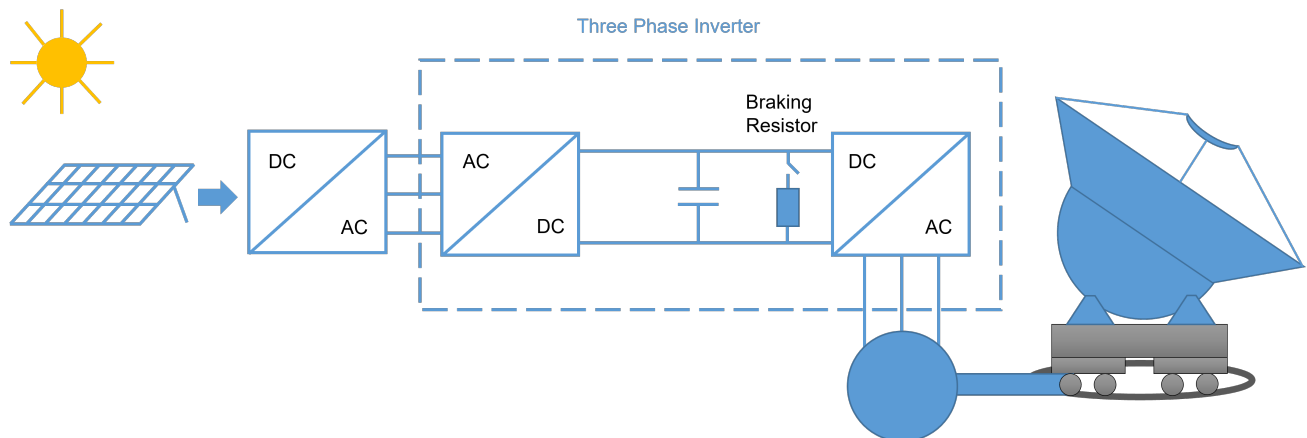 Three Phase Inverter
Braking
Resistor
DC
AC
AC
DC
DC
AC